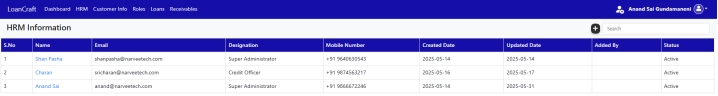 LoanCraft Dashboard HRM Customer Info Roles Loans Receivables Anand Sai Gundamaneni
HRM Information Search
S.No Name Email Designation Mobile Number Created Date Updated Date Added By Status
1 Shan Pasha shanpasha@narveetech.com Super Administrator +91 9640630543 2025-05-14 2025-05-14 Active
2 Charan sricharan@narveetech.com Credit Officer +91 9874563217 2025-05-16 2025-05-17 Active
3 Anand Sai anand@narveetech.com Super Administrator +91 9866672246 2025-05-14 2025-05-31 Active